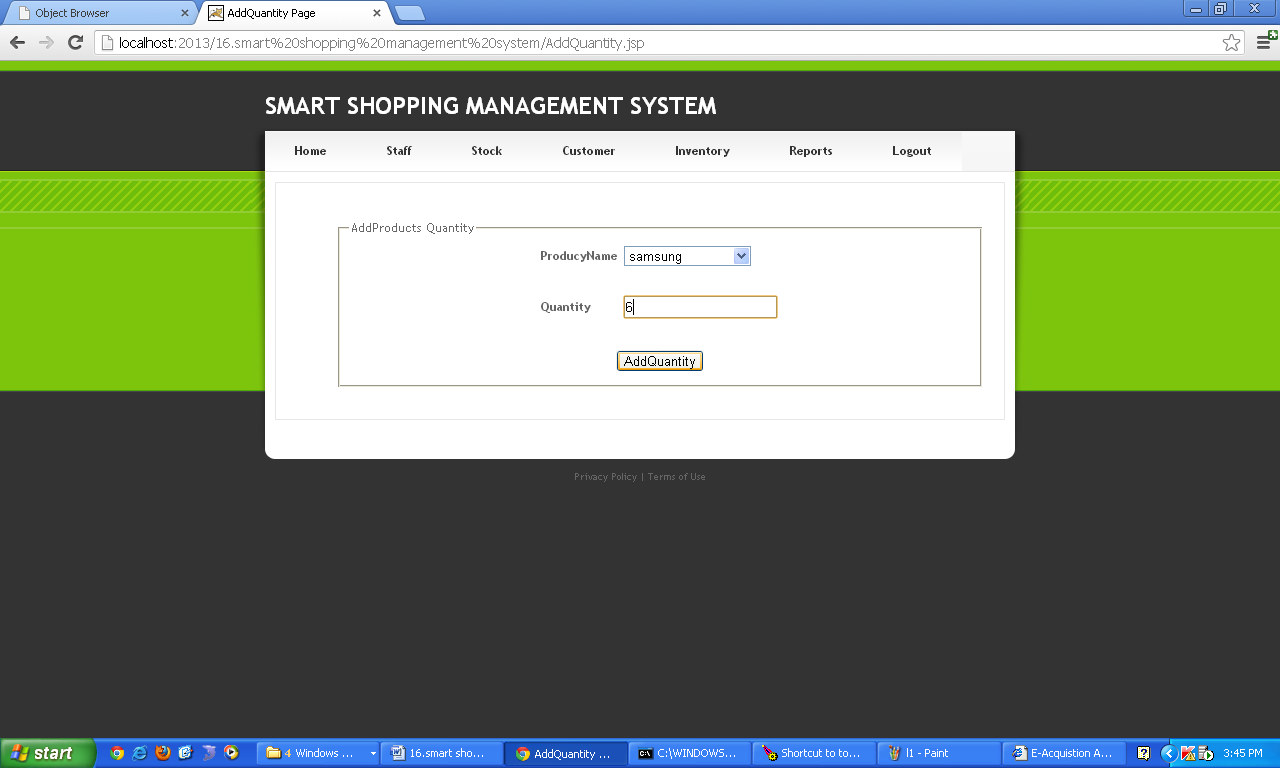 Object Browser
AddQuantity Page
localhost:2013/16.smart%20shopping%20management%20system/AddQuantity.jsp
SMART SHOPPING MANAGEMENT SYSTEM
Home Staff Stock Customer Inventory Reports Logout
AddProducts Quantity
ProducyName samsung
Quantity 6
AddQuantity
Privacy Policy | Terms of Use
start 4 Windows ... 16.smart sho... AddQuantity ... C:\WINDOWS... Shortcut to to... l1 - Paint E-Acquistion A... 3:45 PM